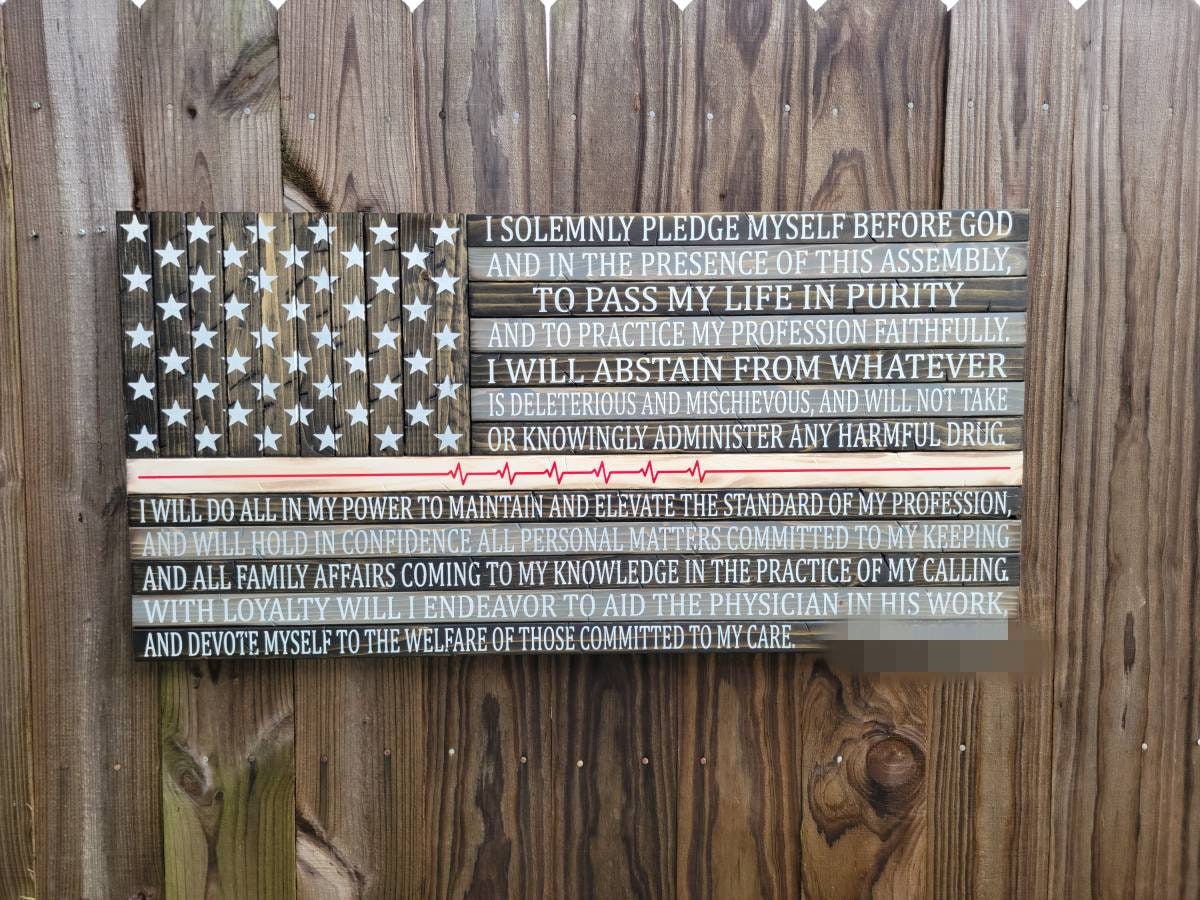 I SOLEMNLY PLEDGE MYSELF BEFORE GOD
AND IN THE PRESENCE OF THIS ASSEMBLY,
TO PASS MY LIFE IN PURITY
AND TO PRACTICE MY PROFESSION FAITHFULLY.
I WILL ABSTAIN FROM WHATEVER
IS DELETERIOUS AND MISCHIEVOUS, AND WILL NOT TAKE
OR KNOWINGLY ADMINISTER ANY HARMFUL DRUG.
I WILL DO ALL IN MY POWER TO MAINTAIN AND ELEVATE THE STANDARD OF MY PROFESSION,
AND WILL HOLD IN CONFIDENCE ALL PERSONAL MATTERS COMMITTED TO MY KEEPING
AND ALL FAMILY AFFAIRS COMING TO MY KNOWLEDGE IN THE PRACTICE OF MY CALLING.
WITH LOYALTY WILL I ENDEAVOR TO AID THE PHYSICIAN IN HIS WORK,
AND DEVOTE MYSELF TO THE WELFARE OF THOSE COMMITTED TO MY CARE.